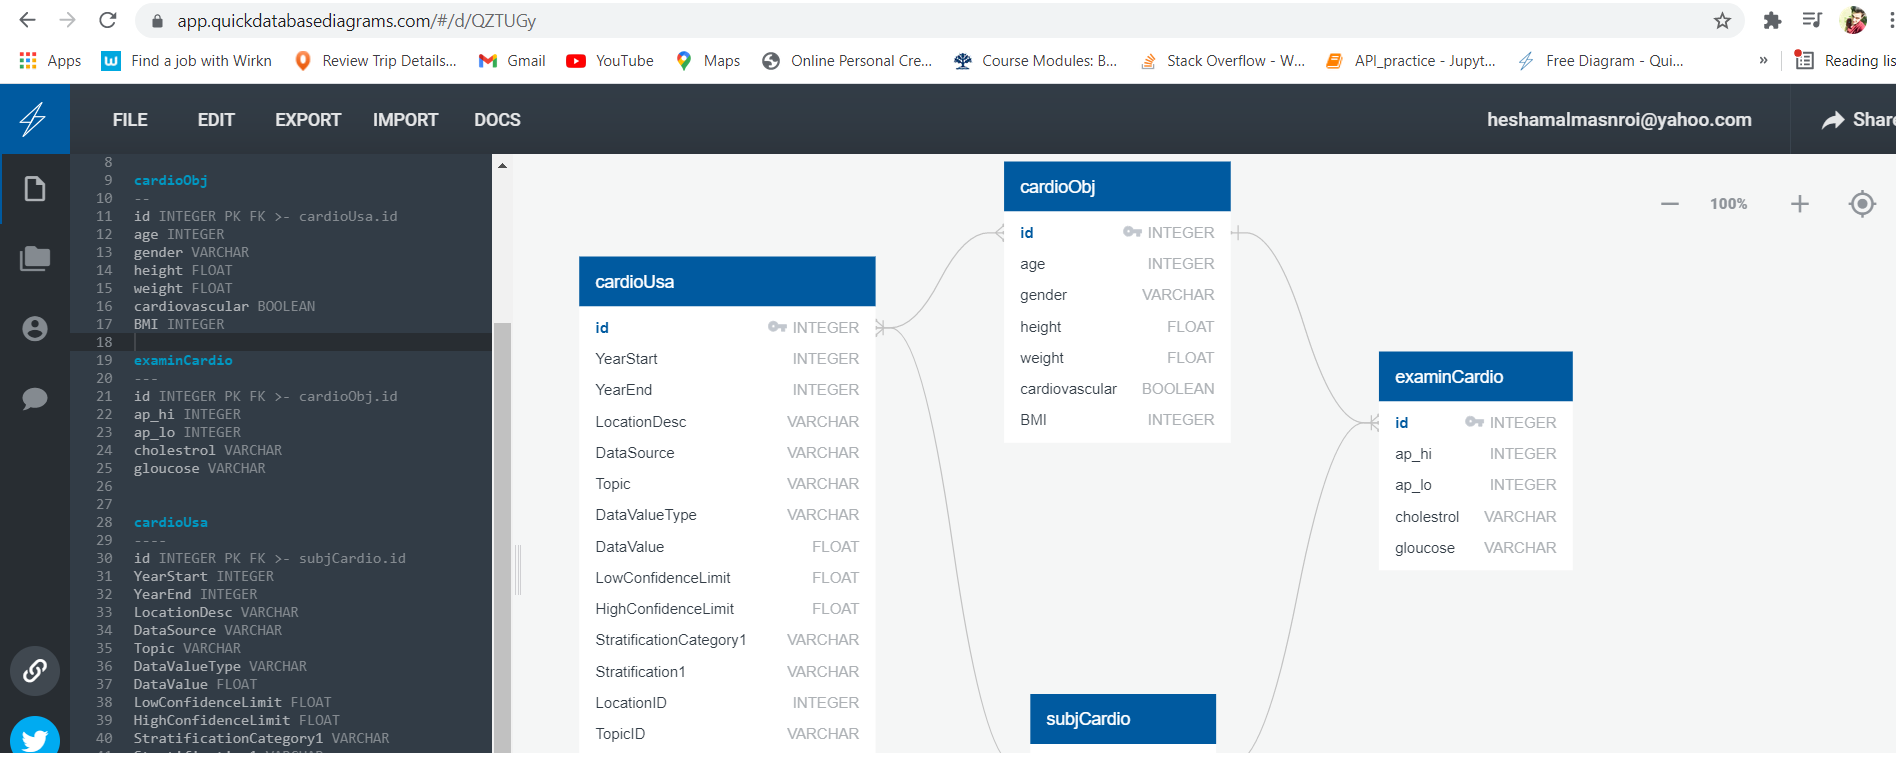 app.quickdatabasediagrams.com/#/d/QZTUGy
Apps Find a job with Wirkn Review Trip Details... Gmail YouTube Maps Online Personal Cre... Course Modules: B... Stack Overflow - W... API_practice - Jupyt... Free Diagram - Qui... » Reading lis
FILE EDIT EXPORT IMPORT DOCS heshamalmasnroi@yahoo.com Share
8
9 cardioObj
10 --
11 id INTEGER PK FK >- cardioUsa.id
12 age INTEGER
13 gender VARCHAR
14 height FLOAT
15 weight FLOAT
16 cardiovascular BOOLEAN
17 BMI INTEGER
18
19 examinCardio
20 ---
21 id INTEGER PK FK >- cardioObj.id
22 ap_hi INTEGER
23 ap_lo INTEGER
24 cholestrol VARCHAR
25 gloucose VARCHAR
26
27
28 cardioUsa
29 ----
30 id INTEGER PK FK >- subjCardio.id
31 YearStart INTEGER
32 YearEnd INTEGER
33 LocationDesc VARCHAR
34 DataSource VARCHAR
35 Topic VARCHAR
36 DataValueType VARCHAR
37 DataValue FLOAT
38 LowConfidenceLimit FLOAT
39 HighConfidenceLimit FLOAT
40 StratificationCategory1 VARCHAR
41 Stratification1 VARCHAR
cardioUsa
id INTEGER
YearStart INTEGER
YearEnd INTEGER
LocationDesc VARCHAR
DataSource VARCHAR
Topic VARCHAR
DataValueType VARCHAR
DataValue FLOAT
LowConfidenceLimit FLOAT
HighConfidenceLimit FLOAT
StratificationCategory1 VARCHAR
Stratification1 VARCHAR
LocationID INTEGER
TopicID VARCHAR
cardioObj
id INTEGER
age INTEGER
gender VARCHAR
height FLOAT
weight FLOAT
cardiovascular BOOLEAN
BMI INTEGER
subjCardio
100%
examinCardio
id INTEGER
ap_hi INTEGER
ap_lo INTEGER
cholestrol VARCHAR
gloucose VARCHAR